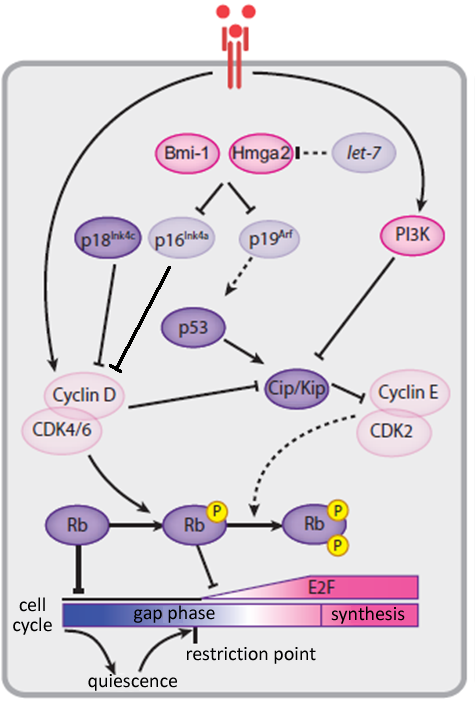 Bmi-1
Hmga2
let-7
p18Ink4c
p16Ink4a
p19Arf
PI3K
p53
Cyclin D
CDK4/6
Cip/Kip
Cyclin E
CDK2
Rb
Rb
P
Rb
P
P
E2F
cell
cycle
gap phase
synthesis
restriction point
quiescence